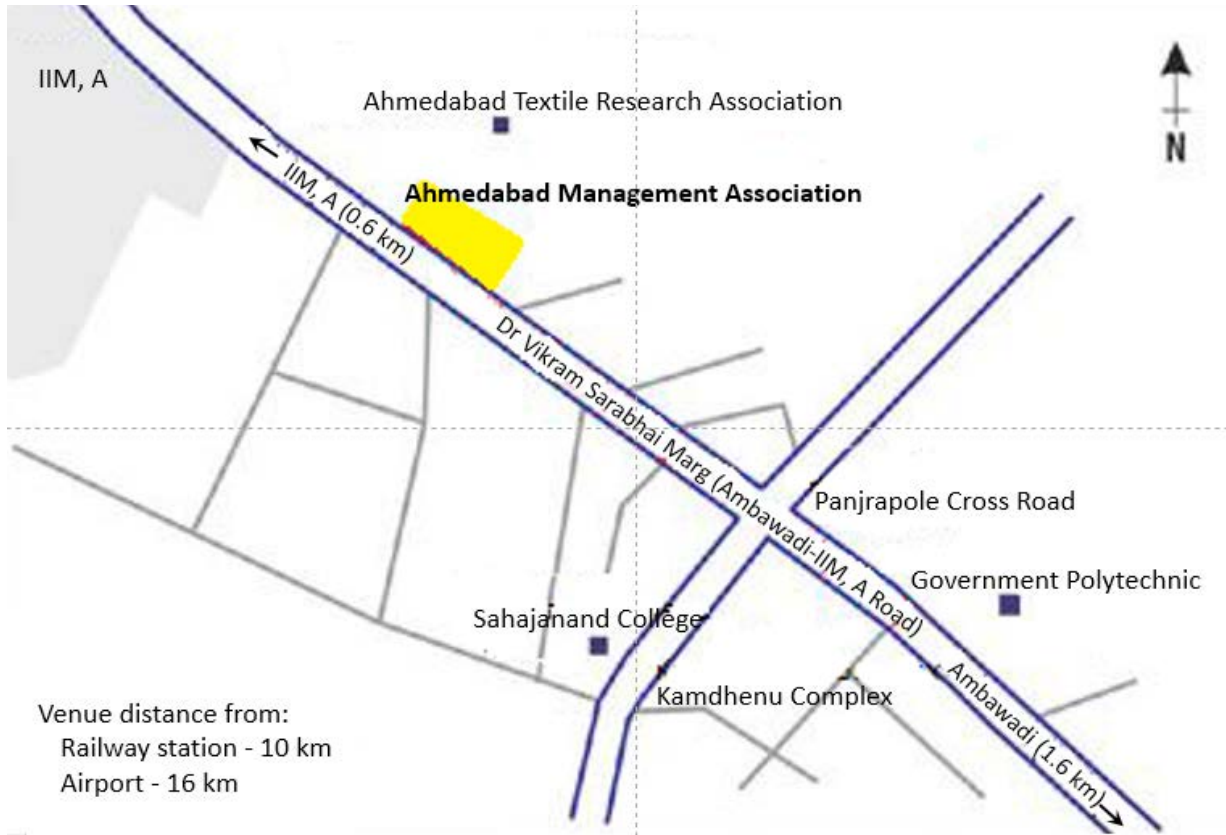 IIM, A
Ahmedabad Textile Research Association
N
Ahmedabad Management Association
IIM, A (0.6 km)
Dr Vikram Sarabhai Marg (Ambawadi-IIM, A Road)
Panjrapole Cross Road
Government Polytechnic
Sahajanand College
Kamdhenu Complex
Ambawadi (1.6 km)
Venue distance from:
Railway station - 10 km
Airport - 16 km